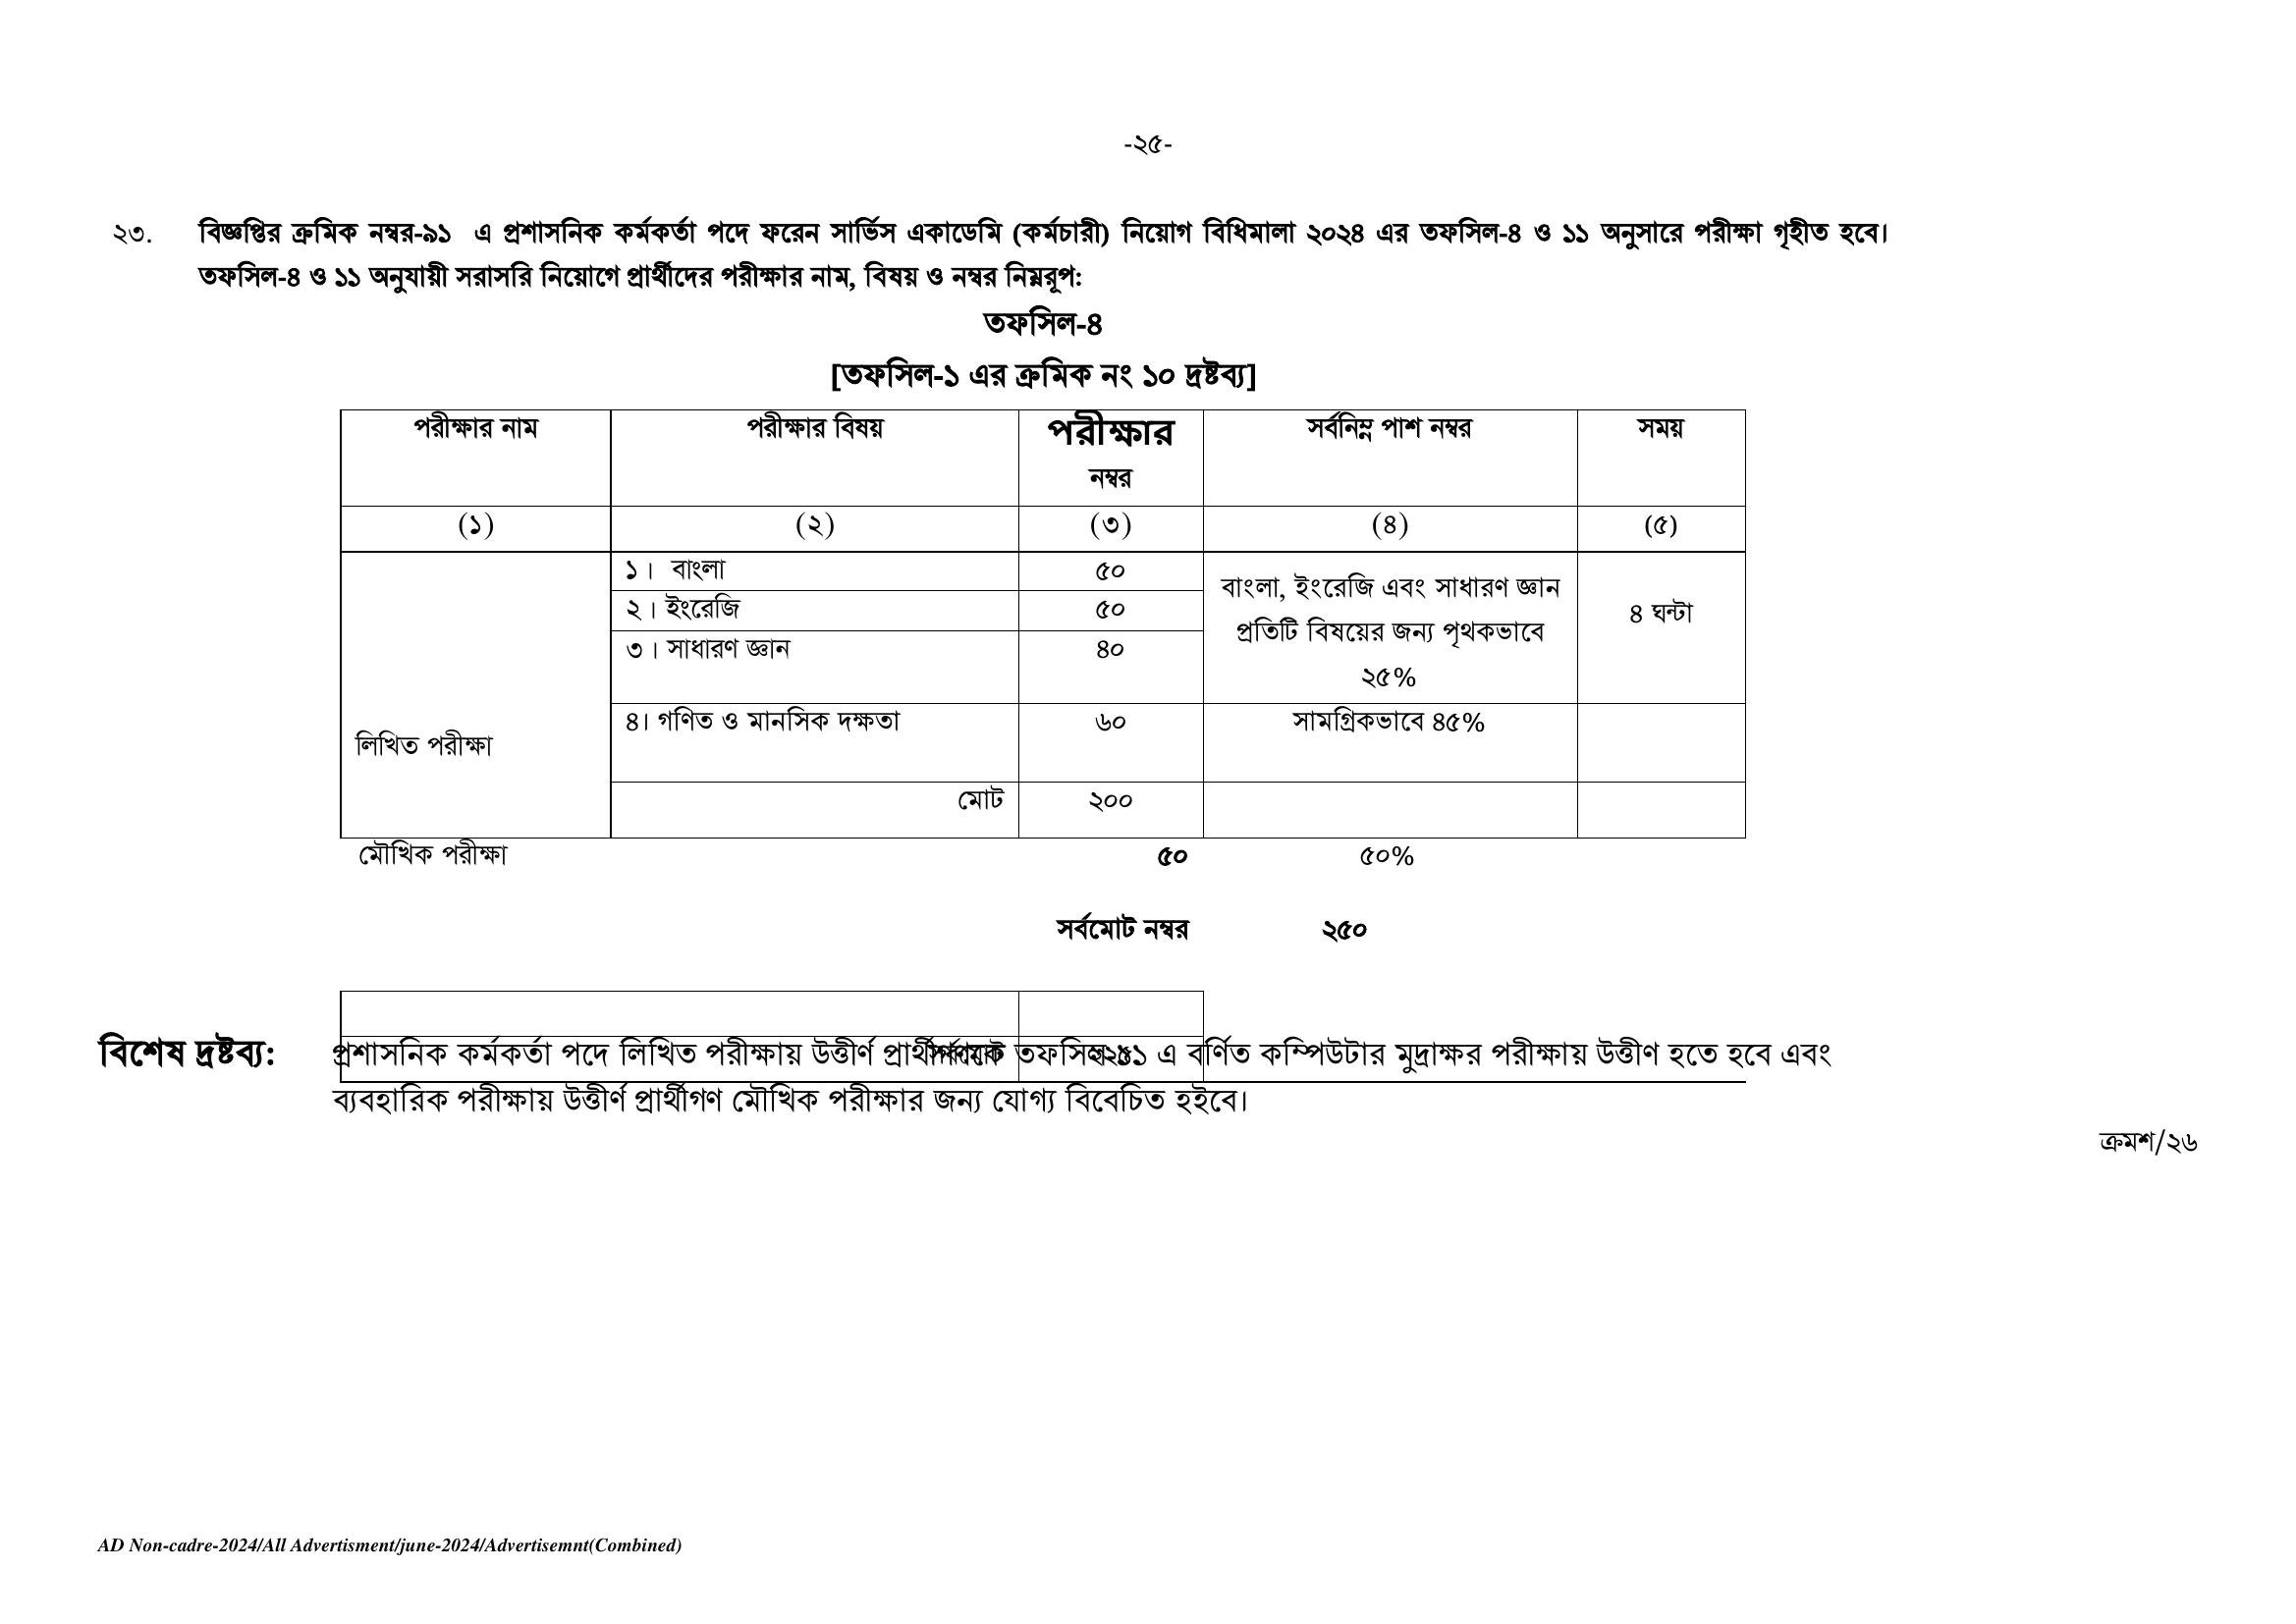 -২৫-
২৩. বিজ্ঞপ্তির ক্রমিক নম্বর-৯১ এ প্রশাসনিক কর্মকর্তা পদে ফরেন সার্ভিস একাডেমি (কর্মচারী) নিয়োগ বিধিমালা ২০২৪ এর তফসিল-৪ ও ১১ অনুসারে পরীক্ষা গৃহীত হবে।
তফসিল-৪ ও ১১ অনুযায়ী সরাসরি নিয়োগে প্রার্থীদের পরীক্ষার নাম, বিষয় ও নম্বর নিম্নরূপ:
তফসিল-৪
[তফসিল-১ এর ক্রমিক নং ১০ দ্রষ্টব্য]
পরীক্ষার নাম পরীক্ষার বিষয় পরীক্ষার সর্বনিম্ন পাশ নম্বর সময়
নম্বর
(১) (২) (৩) (৪) (৫)
১। বাংলা ৫০
বাংলা, ইংরেজি এবং সাধারণ জ্ঞান
২। ইংরেজি ৫০ ৪ ঘন্টা
প্রতিটি বিষয়ের জন্য পৃথকভাবে
৩। সাধারণ জ্ঞান ৪০
২৫%
৪। গণিত ও মানসিক দক্ষতা ৬০ সামগ্রিকভাবে ৪৫%
লিখিত পরীক্ষা
মোট ২০০
মৌখিক পরীক্ষা ৫০ ৫০%
সর্বমোট নম্বর ২৫০
বিশেষ দ্রষ্টব্য: প্রশাসনিক কর্মকর্তা পদে লিখিত পরীক্ষায় উত্তীর্ণ তফসিল-১১ এ বর্ণিত কম্পিউটার মুদ্রাক্ষর পরীক্ষায় উত্তীণ হতে হবে এবং
ব্যবহারিক পরীক্ষায় উত্তীর্ণ প্রার্থীগণ মৌখিক পরীক্ষার জন্য যোগ্য বিবেচিত হইবে।
ক্রমশ/২৬
AD Non-cadre-2024/All Advertisment/june-2024/Advertisemnt(Combined)